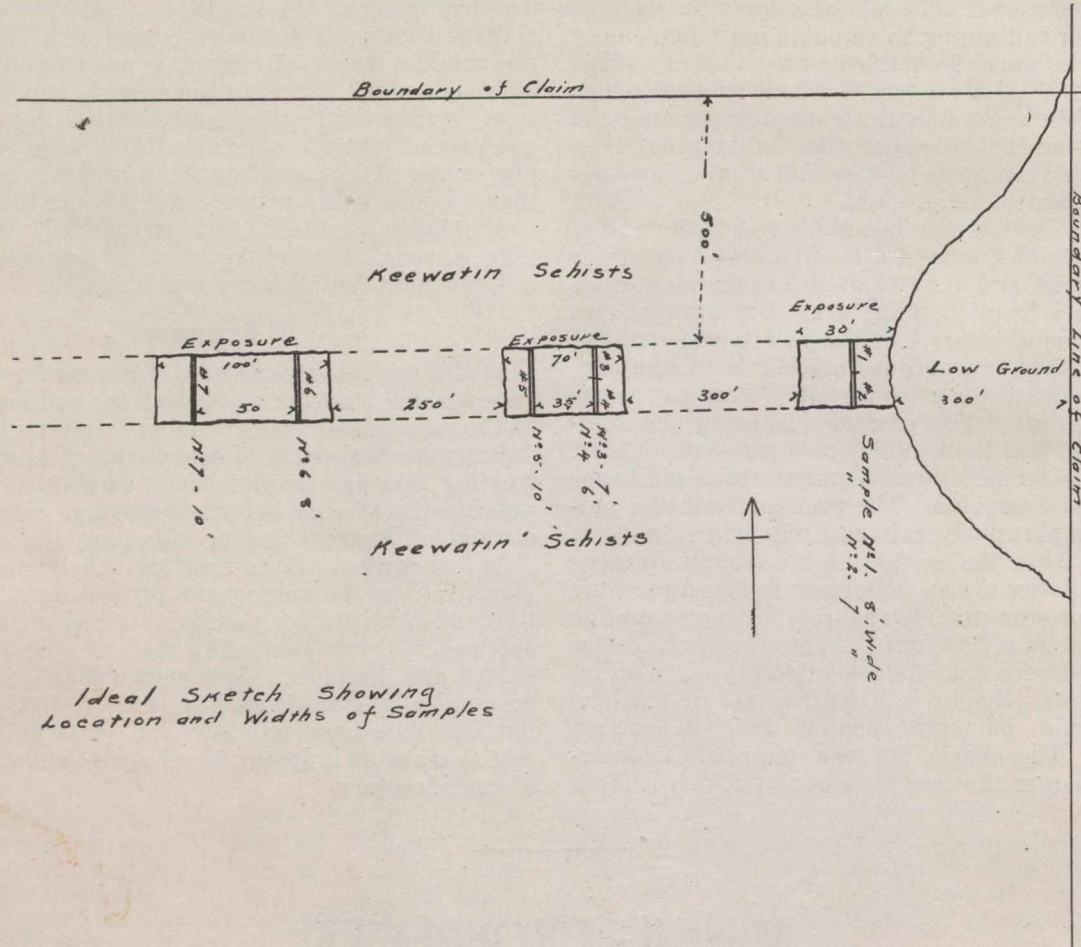 Boundary of Claim
Boundary Line of Claim
500'
Keewatin Schists
Exposure
30'
Exposure
100'
Exposure
70'
#7
#6
#5
#3
#4
#1
#2
Low Ground
50
250'
35'
300'
300'
Nº7 - 10
Nº6 - 8'
Nº5 - 10'
Nº3 - 7'
Nº4 6'
Sample Nº1. 8' Wide
" Nº2. 7 "
Keewatin Schists
Ideal Sketch Showing
Location and Widths of Samples